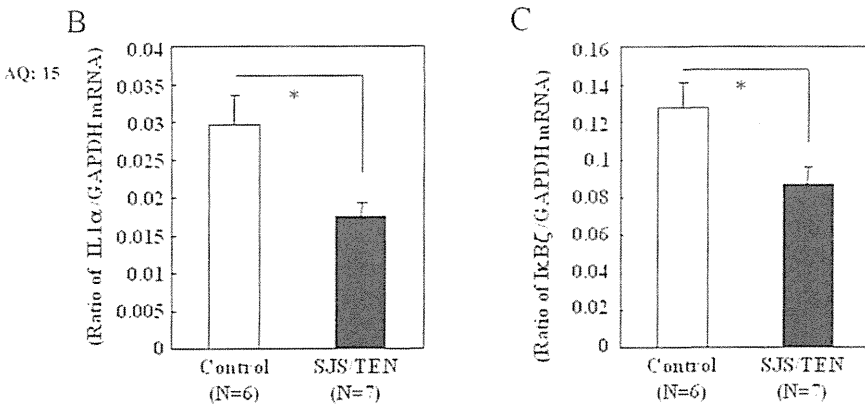 B
AQ: 15
(Ratio of IL1α/GAPDH mRNA)
0.04
0.035
0.03
0.025
0.02
0.015
0.01
0.005
0
*
Control
(N=6)
SJS/TEN
(N=7)
C
(Ratio of IκBζ/GAPDH mRNA)
0.16
0.14
0.12
0.1
0.08
0.06
0.04
0.02
0
*
Control
(N=6)
SJS/TEN
(N=7)